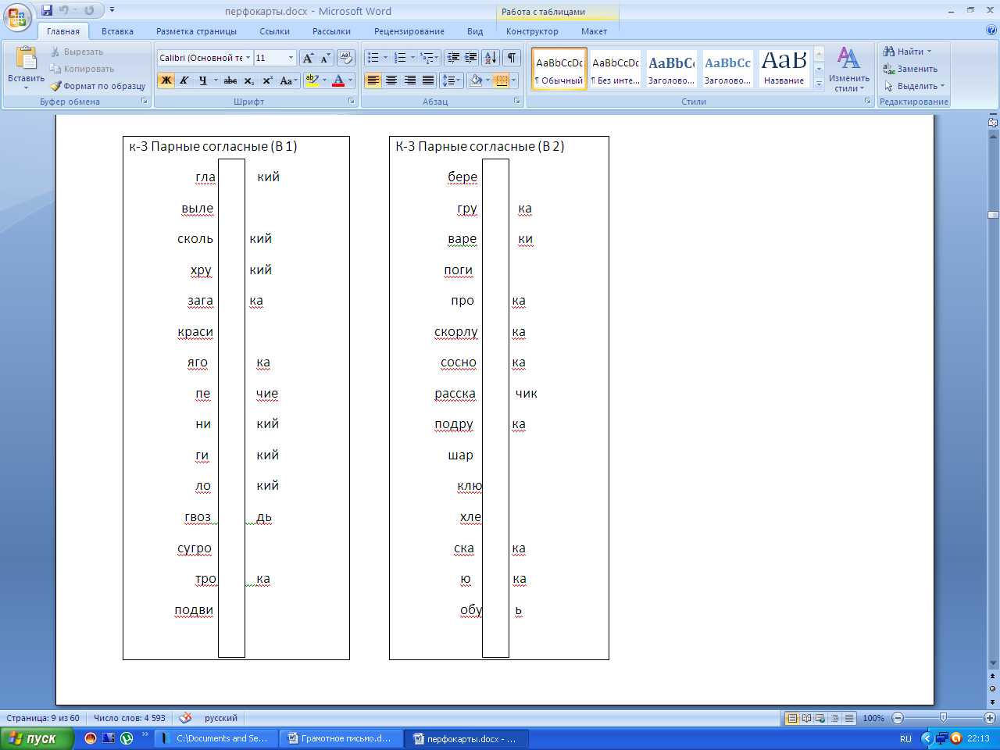 перфокарты.docx - Microsoft Word
Работа с таблицами
Главная Вставка Разметка страницы Ссылки Рассылки Рецензирование Вид Конструктор Макет
Вставить
Вырезать
Копировать
Формат по образцу
Буфер обмена
Calibri (Основной те 11
Ж К Ч abc x₂ x² Aa
Шрифт
Абзац
AaBbCcDc AaBbCcDc AaBbC AaBbCc АаВ
¶ Обычный ¶ Без инте... Заголово... Заголово... Название
Изменить стили
Стили
Найти
Заменить
Выделить
Редактирование
к-3 Парные согласные (В 1)
гла кий
выле
сколь кий
хру кий
зага ка
краси
яго ка
пе чие
ни кий
ги кий
ло кий
гвоз дь
сугро
тро ка
подви
К-3 Парные согласные (В 2)
бере
гру ка
варе ки
поги
про ка
скорлу ка
сосно ка
расска чик
подру ка
шар
клю
хле
ска ка
ю ка
обу ь
Страница: 9 из 60 Число слов: 4 593 русский 100%
пуск C:\Documents and Se... Грамотное письмо.d... перфокарты.docx - ... RU 22:13